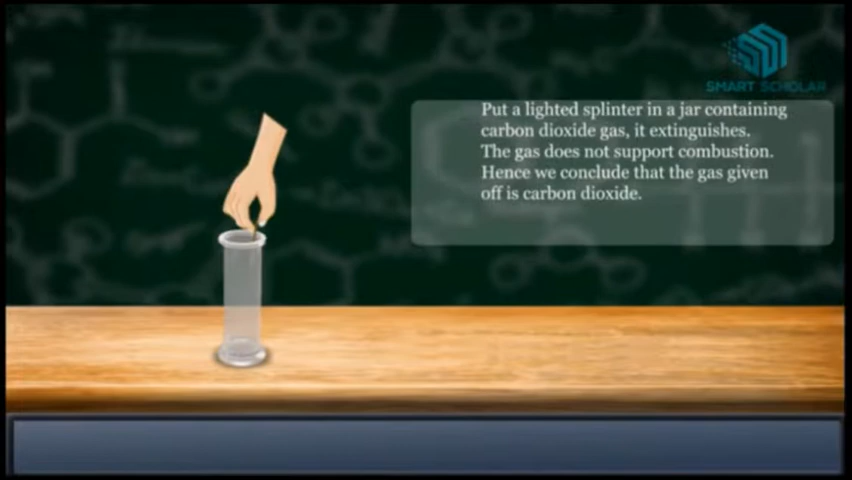 SMART SCHOLAR
Put a lighted splinter in a jar containing
carbon dioxide gas, it extinguishes.
The gas does not support combustion.
Hence we conclude that the gas given
off is carbon dioxide.